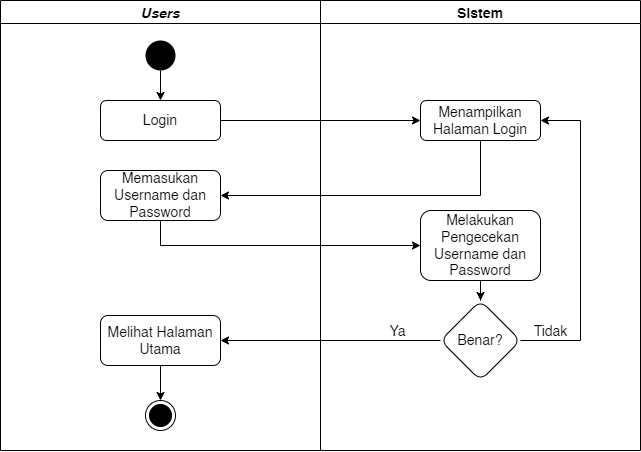 Users
Sistem
Login
Menampilkan
Halaman Login
Memasukan
Username dan
Password
Melakukan
Pengecekan
Username dan
Password
Melihat Halaman
Utama
Ya
Benar?
Tidak